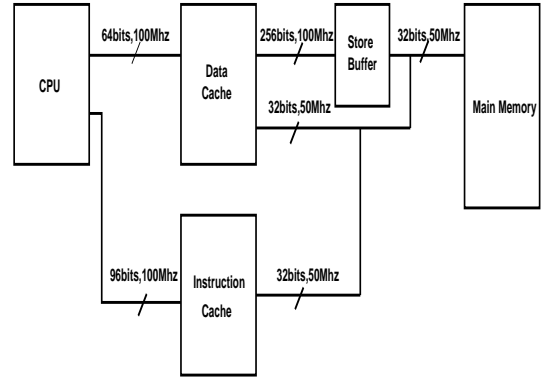 64bits,100Mhz
256bits,100Mhz
Store
Buffer
32bits,50Mhz
CPU
Data
Cache
32bits,50Mhz
Main Memory
96bits,100Mhz
Instruction
Cache
32bits,50Mhz